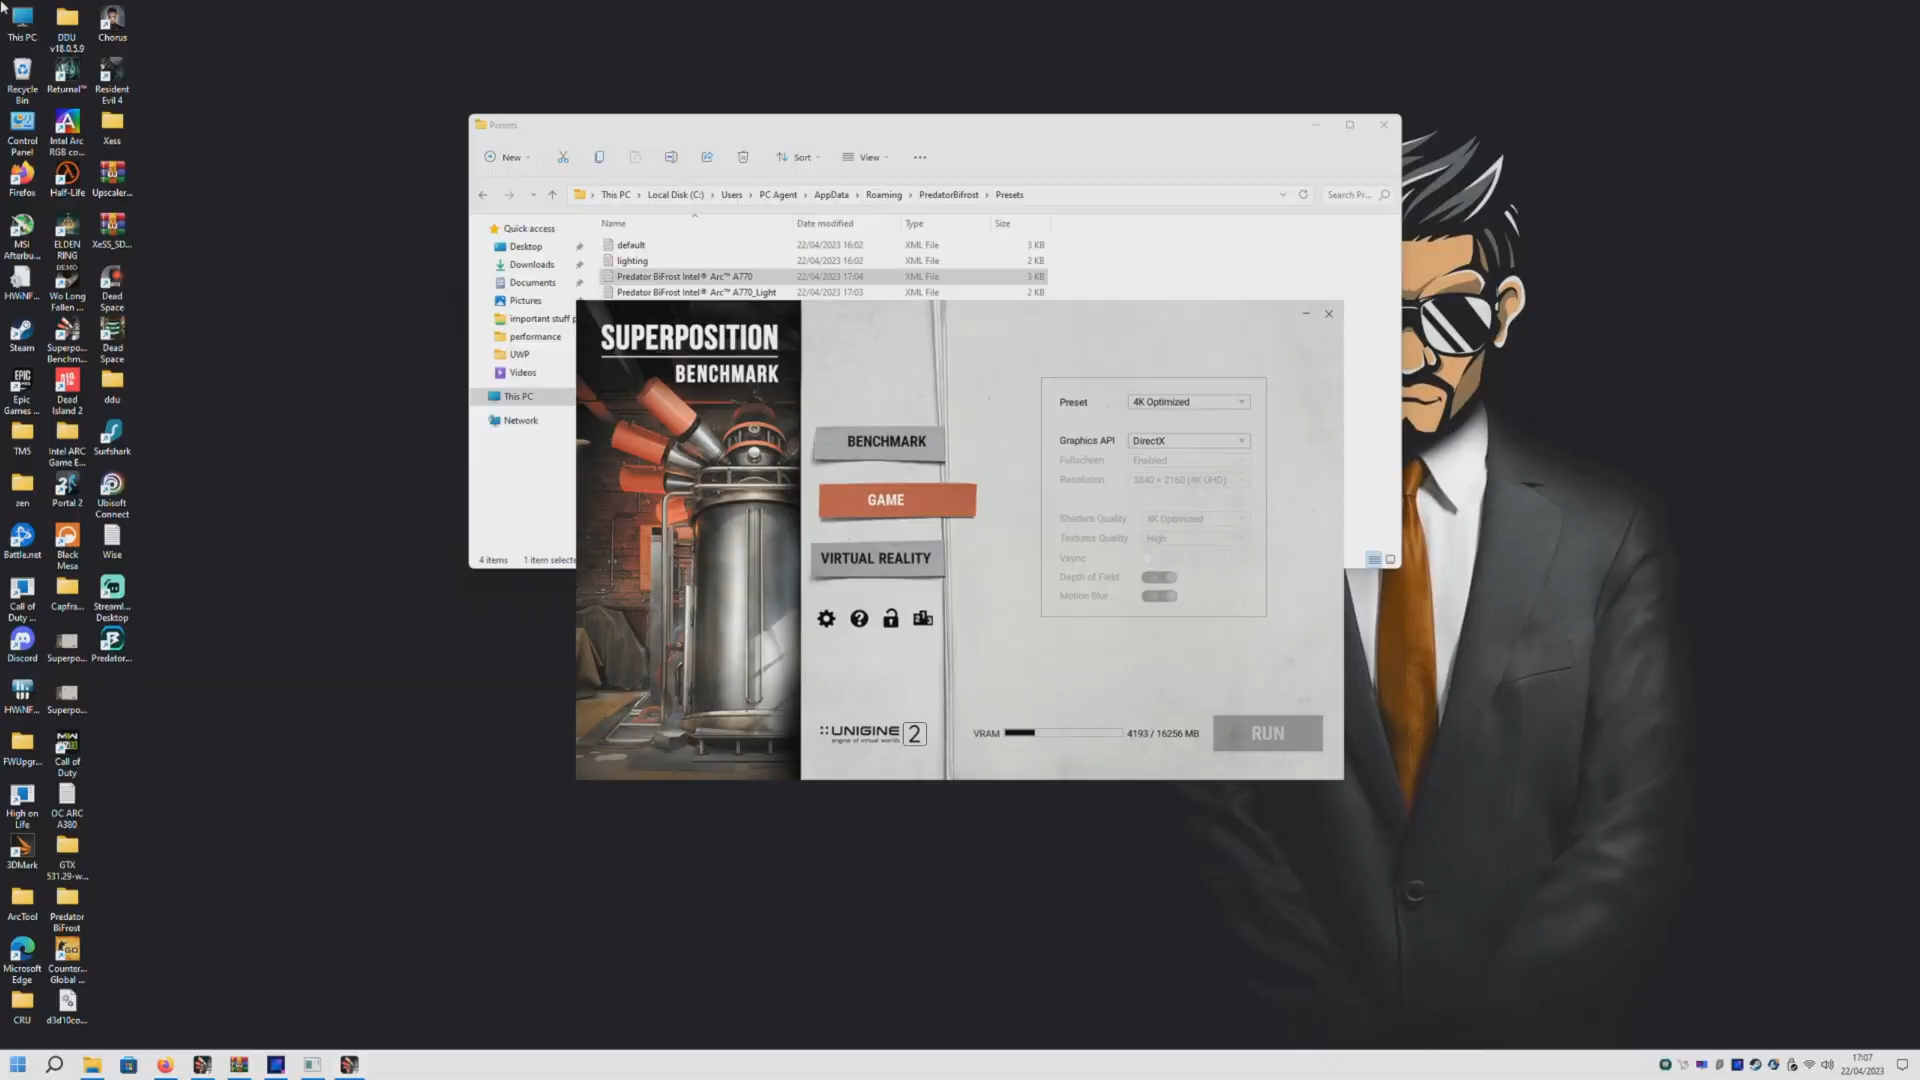 This PC
DDU v18.0.5.9
Chorus
Recycle Bin
Returnal™
Resident Evil 4
Control Panel
Intel Arc RGB co...
Xess
Firefox
Half-Life
Upscaler...
MSI Afterbu...
ELDEN RING
XeSS_SD...
HWiNF...
DEMO
Wo Long Fallen ...
Dead Space
Steam
Superpo... Benchm...
Dead Space
Epic Games ...
Dead Island 2
ddu
TM5
Intel ARC Game E...
Surfshark
zen
Portal 2
Ubisoft Connect
Battle.net
Black Mesa
Wise
Call of Duty ...
Capfra...
Streaml... Desktop
Discord
Superpo...
Predator...
HWiNF...
Superpo...
FWUpgr...
Call of Duty
High on Life
OC ARC A380
3DMark
GTX 531.29-w...
ArcTool
Predator BiFrost
Microsoft Edge
Counter... Global ...
CRU
d3d10co...
Presets
New
Sort
View
This PC > Local Disk (C:) > Users > PC Agent > AppData > Roaming > PredatorBifrost > Presets
Search Pr...
Name Date modified Type Size
default 22/04/2023 16:02 XML File 3 KB
lighting 22/04/2023 16:02 XML File 2 KB
Predator BiFrost Intel® Arc™ A770 22/04/2023 17:04 XML File 3 KB
Predator BiFrost Intel® Arc™ A770_Light 22/04/2023 17:03 XML File 2 KB
Quick access
Desktop
Downloads
Documents
Pictures
important stuff p
performance
UWP
Videos
This PC
Network
4 items 1 item selecte
SUPERPOSITION
BENCHMARK
BENCHMARK
GAME
VIRTUAL REALITY
UNIGINE 2
engine of virtual worlds
Preset 4K Optimized
Graphics API DirectX
Fullscreen Enabled
Resolution 3840 × 2160 (4K UHD)
Shaders Quality 4K Optimized
Textures Quality High
Vsync
Depth of Field
Motion Blur
VRAM 4193 / 16256 MB
RUN
17:07
22/04/2023